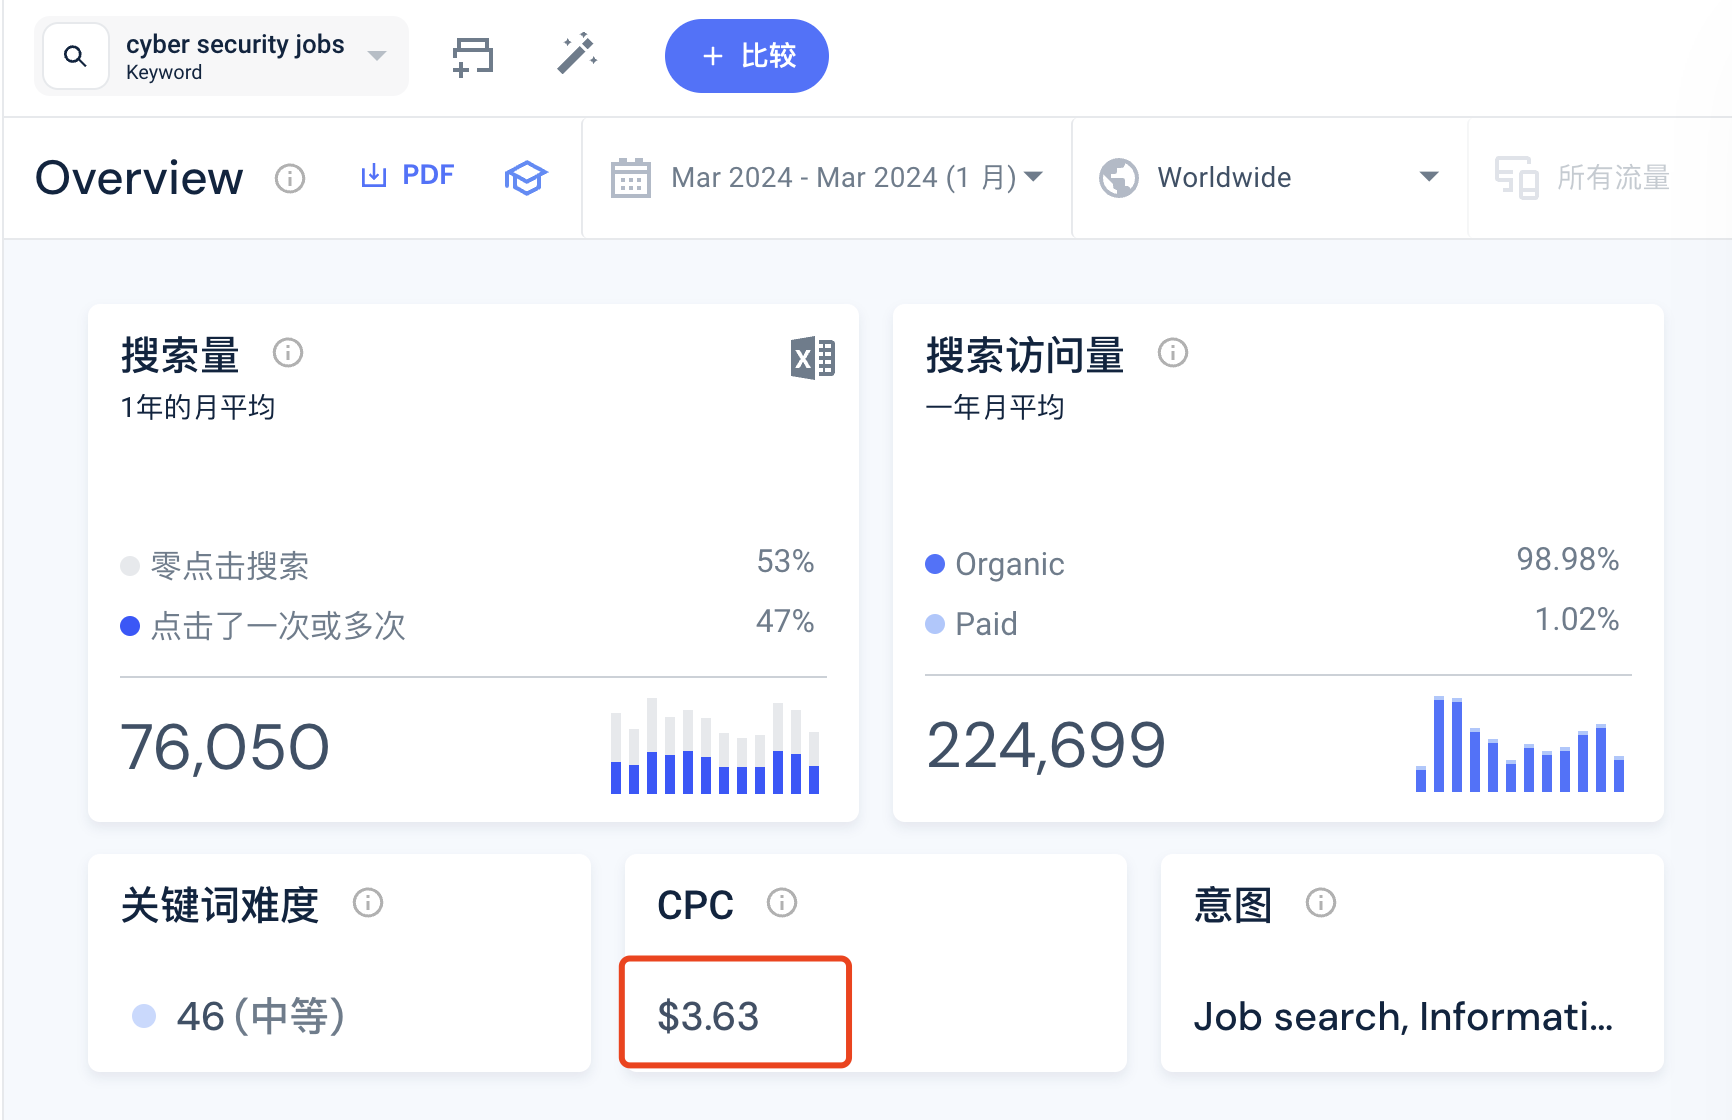 cyber security jobs
Keyword
+ 比较
Overview
PDF
Mar 2024 - Mar 2024 (1 月)
Worldwide
所有流量
搜索量
1年的月平均
零点击搜索 53%
点击了一次或多次 47%
76,050
搜索访问量
一年月平均
Organic 98.98%
Paid 1.02%
224,699
关键词难度
46 (中等)
CPC
$3.63
意图
Job search, Informati...